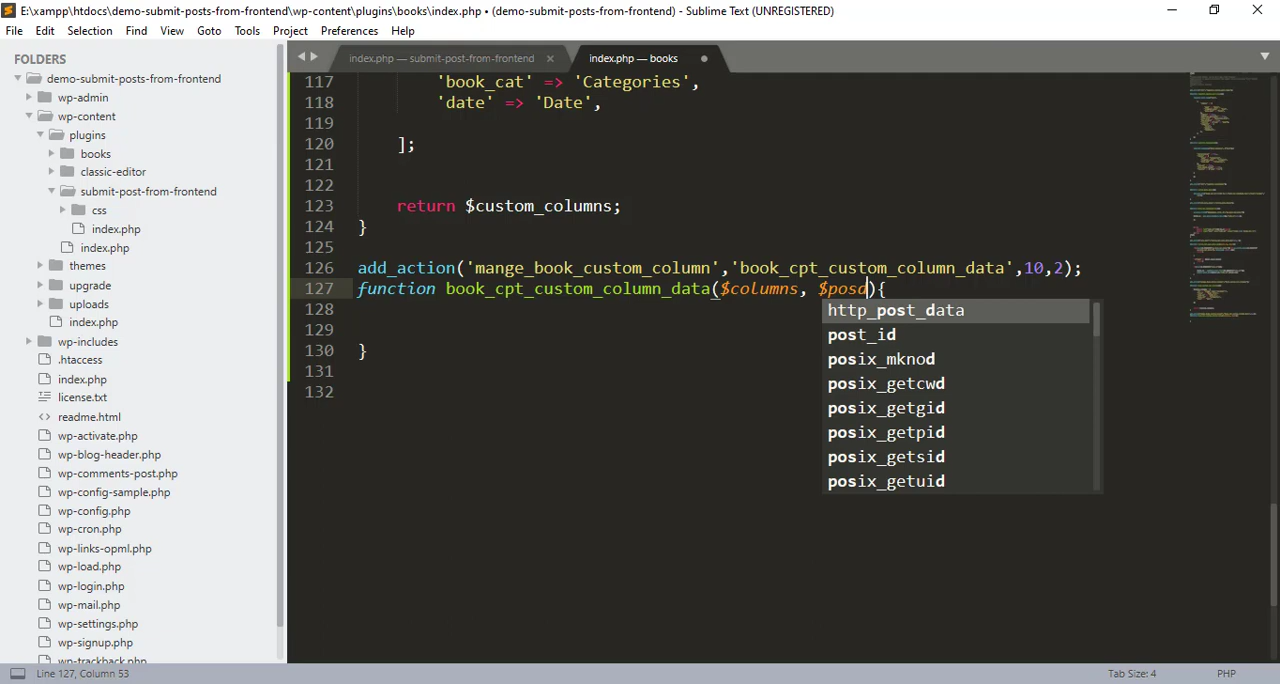 E:\xampp\htdocs\demo-submit-posts-from-frontend\wp-content\plugins\books\index.php • (demo-submit-posts-from-frontend) - Sublime Text (UNREGISTERED)
File Edit Selection Find View Goto Tools Project Preferences Help
FOLDERS
demo-submit-posts-from-frontend
wp-admin
wp-content
plugins
books
classic-editor
submit-post-from-frontend
css
index.php
index.php
themes
upgrade
uploads
index.php
wp-includes
.htaccess
index.php
license.txt
readme.html
wp-activate.php
wp-blog-header.php
wp-comments-post.php
wp-config-sample.php
wp-config.php
wp-cron.php
wp-links-opml.php
wp-load.php
wp-login.php
wp-mail.php
wp-settings.php
wp-signup.php
wp-trackback.php
index.php — submit-post-from-frontend
index.php — books
117 'book_cat' => 'Categories',
118 'date' => 'Date',
119
120 ];
121
122
123 return $custom_columns;
124 }
125
126 add_action('mange_book_custom_column','book_cpt_custom_column_data',10,2);
127 function book_cpt_custom_column_data($columns, $posd){
128
129
130 }
131
132
http_post_data
post_id
posix_mknod
posix_getcwd
posix_getgid
posix_getpid
posix_getsid
posix_getuid
Line 127, Column 53
Tab Size: 4
PHP